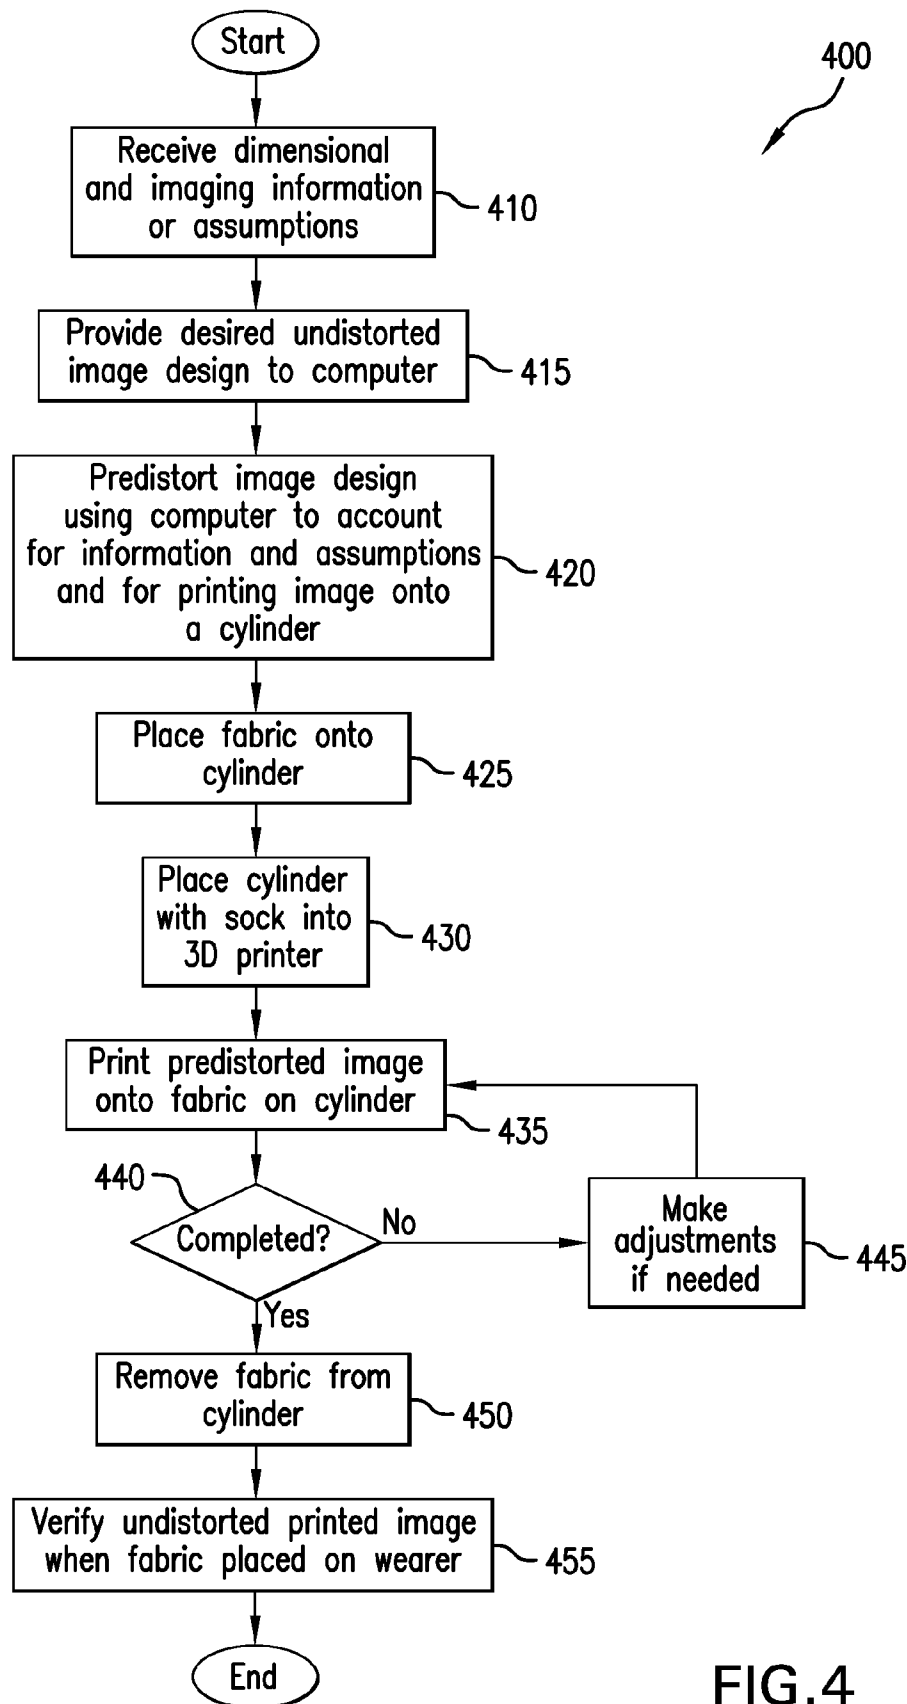 Start
400
Receive dimensional
and imaging information
or assumptions
410
Provide desired undistorted
image design to computer
415
Predistort image design
using computer to account
for information and assumptions
and for printing image onto
a cylinder
420
Place fabric onto
cylinder
425
Place cylinder
with sock into
3D printer
430
Print predistorted image
onto fabric on cylinder
435
440
Completed?
No
Make
adjustments
if needed
445
Yes
Remove fabric from
cylinder
450
Verify undistorted printed image
when fabric placed on wearer
455
End
FIG.4